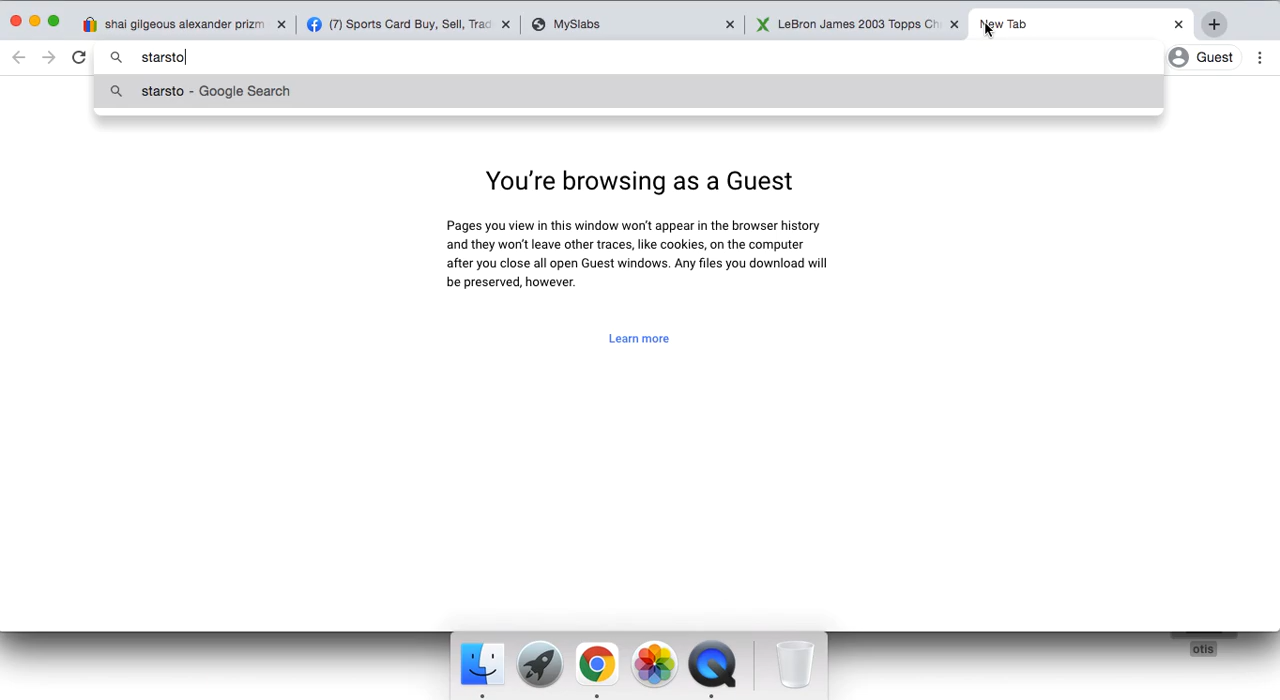 shai gilgeous alexander prizm
(7) Sports Card Buy, Sell, Trad
MySlabs
LeBron James 2003 Topps Ch
New Tab
starsto
Guest
starsto - Google Search
You're browsing as a Guest
Pages you view in this window won't appear in the browser history
and they won't leave other traces, like cookies, on the computer
after you close all open Guest windows. Any files you download will
be preserved, however.
Learn more
otis